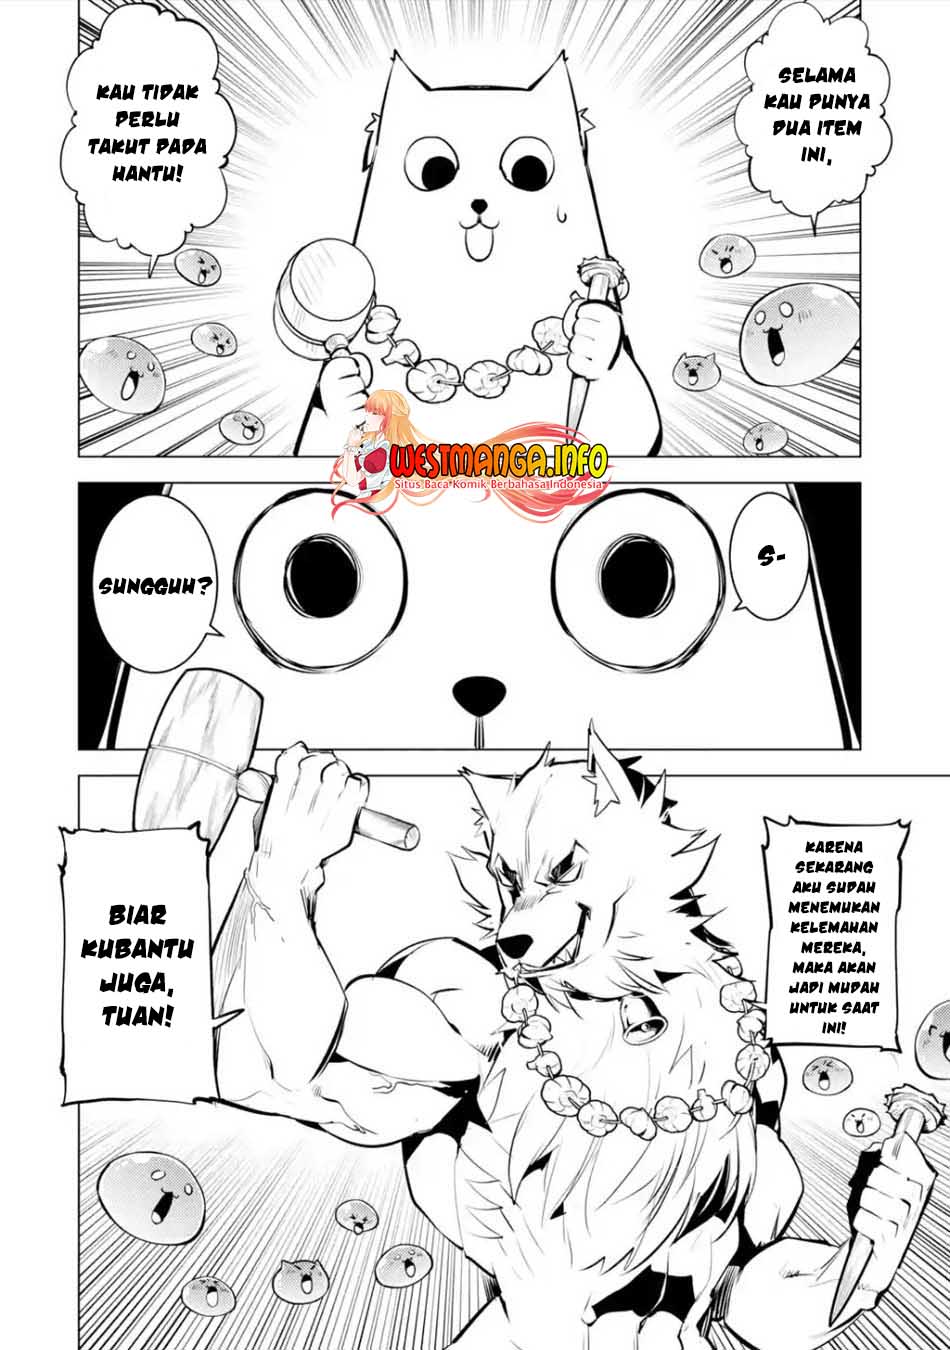 SELAMA
KAU PUNYA
DUA ITEM
INI,
KAU TIDAK
PERLU
TAKUT PADA
HANTU!
WESTMANGA.INFO
Situs Baca Komik Berbahasa Indonesia
S-
SUNGGUH?
KARENA
SEKARANG
AKU SUDAH
MENEMUKAN
KELEMAHAN
MEREKA,
MAKA AKAN
JADI MUDAH
UNTUK SAAT
INI!
BIAR
KUBANTU
JUGA,
TUAN!